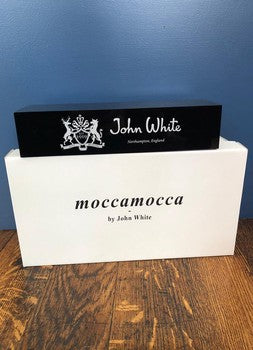 John White
Northampton, England
moccamocca
by John White